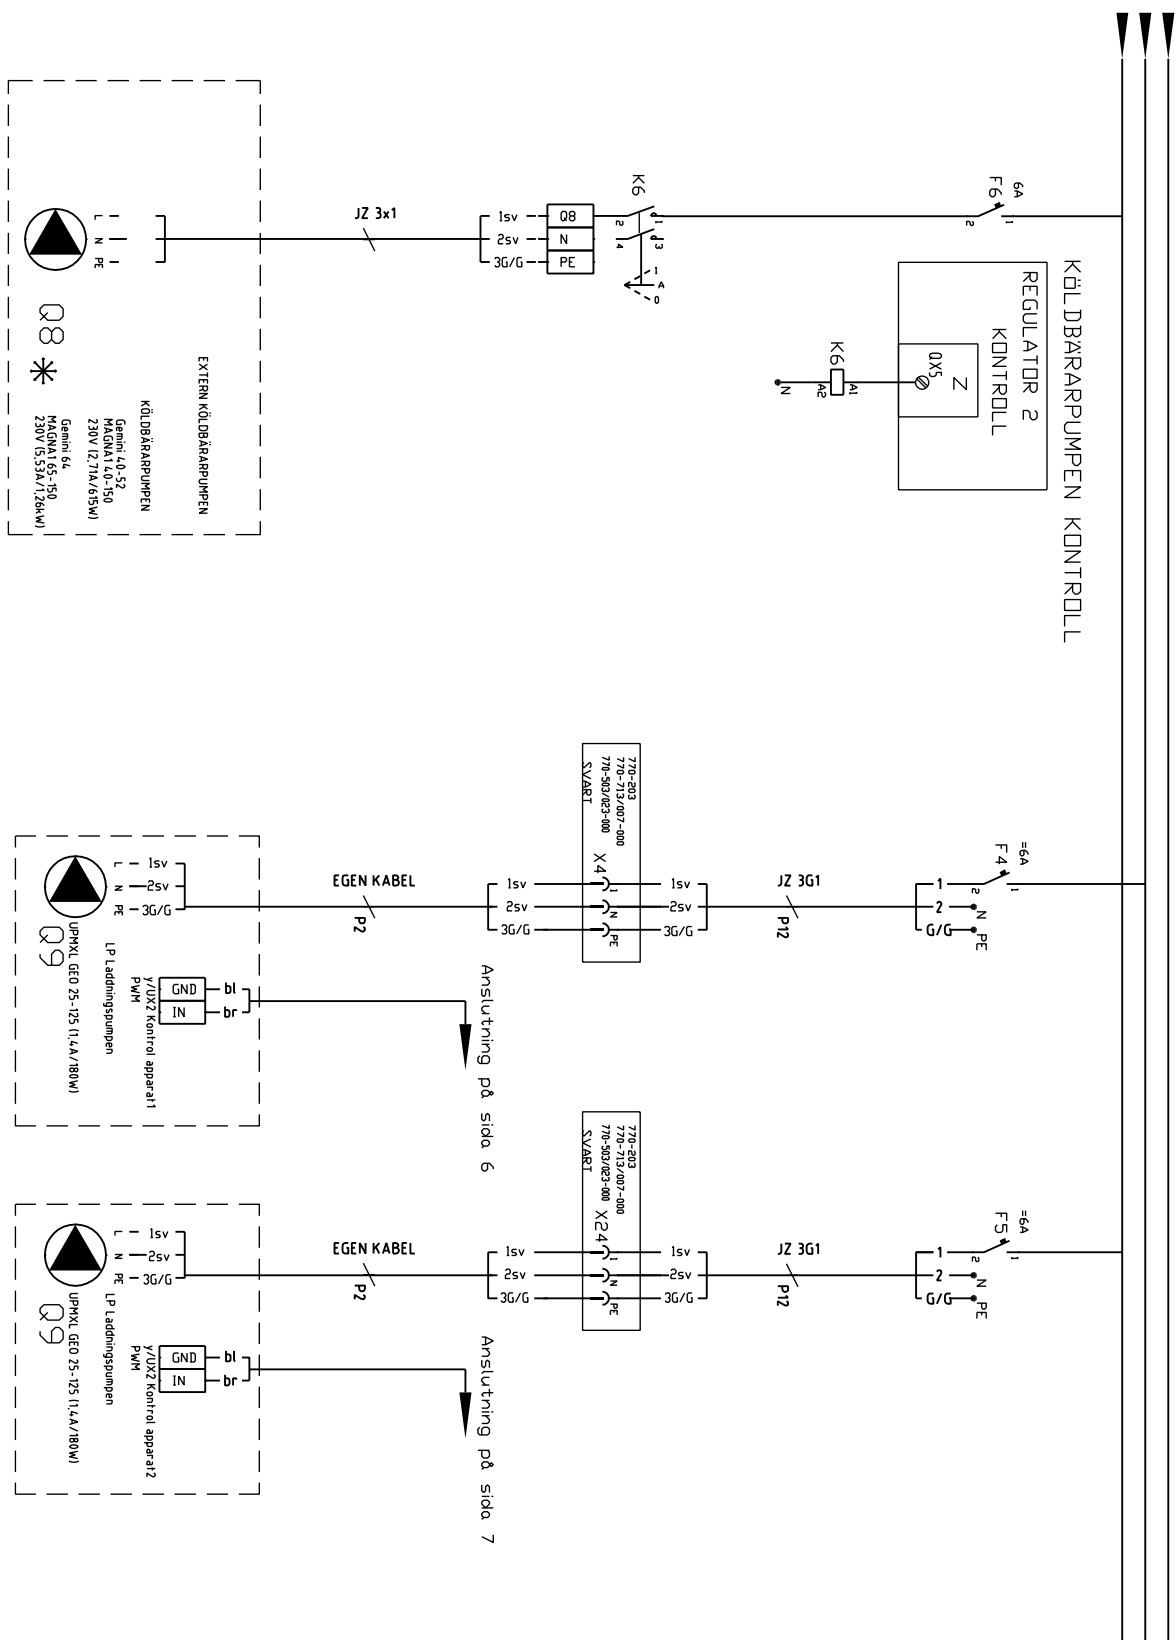 KÖLDBÄRARPUMPEN KONTROLL
REGULATOR 2
KONTROLL
Z
QX5
K6
A1
A2
N
6A
F6
1
2
K6
1
2
3
4
1
A
0
Q8
N
PE
1sv
2sv
3G/G
JZ 3x1
L
N
PE
Q8
EXTERN KÖLDBÄRARPUMPEN
KÖLDBÄRARPUMPEN
Gemini 40-52
MAGNA1 40-150
230V (2,71A/615W)
Gemini 64
MAGNA1 65-150
230V (5,53A/1,26kW)
=6A
F4
1
2
N
PE
1
2
G/G
JZ 3G1
P12
1sv
2sv
3G/G
770-203
770-713/007-000
770-503/023-000
SVART
X4
1
N
PE
1sv
2sv
3G/G
EGEN KABEL
P2
1sv
2sv
3G/G
L
N
PE
Q9
UPMXL GEO 25-125 (1,4A/180W)
LP Laddningspumpen
y/UX2 Kontrol apparat1
PWM
GND
IN
bl
br
Anslutning på sida 6
=6A
F5
1
2
N
PE
1
2
G/G
JZ 3G1
P12
1sv
2sv
3G/G
770-203
770-713/007-000
770-503/023-000
SVART
X24
1
N
PE
1sv
2sv
3G/G
EGEN KABEL
P2
1sv
2sv
3G/G
L
N
PE
Q9
UPMXL GEO 25-125 (1,4A/180W)
LP Laddningspumpen
y/UX2 Kontrol apparat2
PWM
GND
IN
bl
br
Anslutning på sida 7